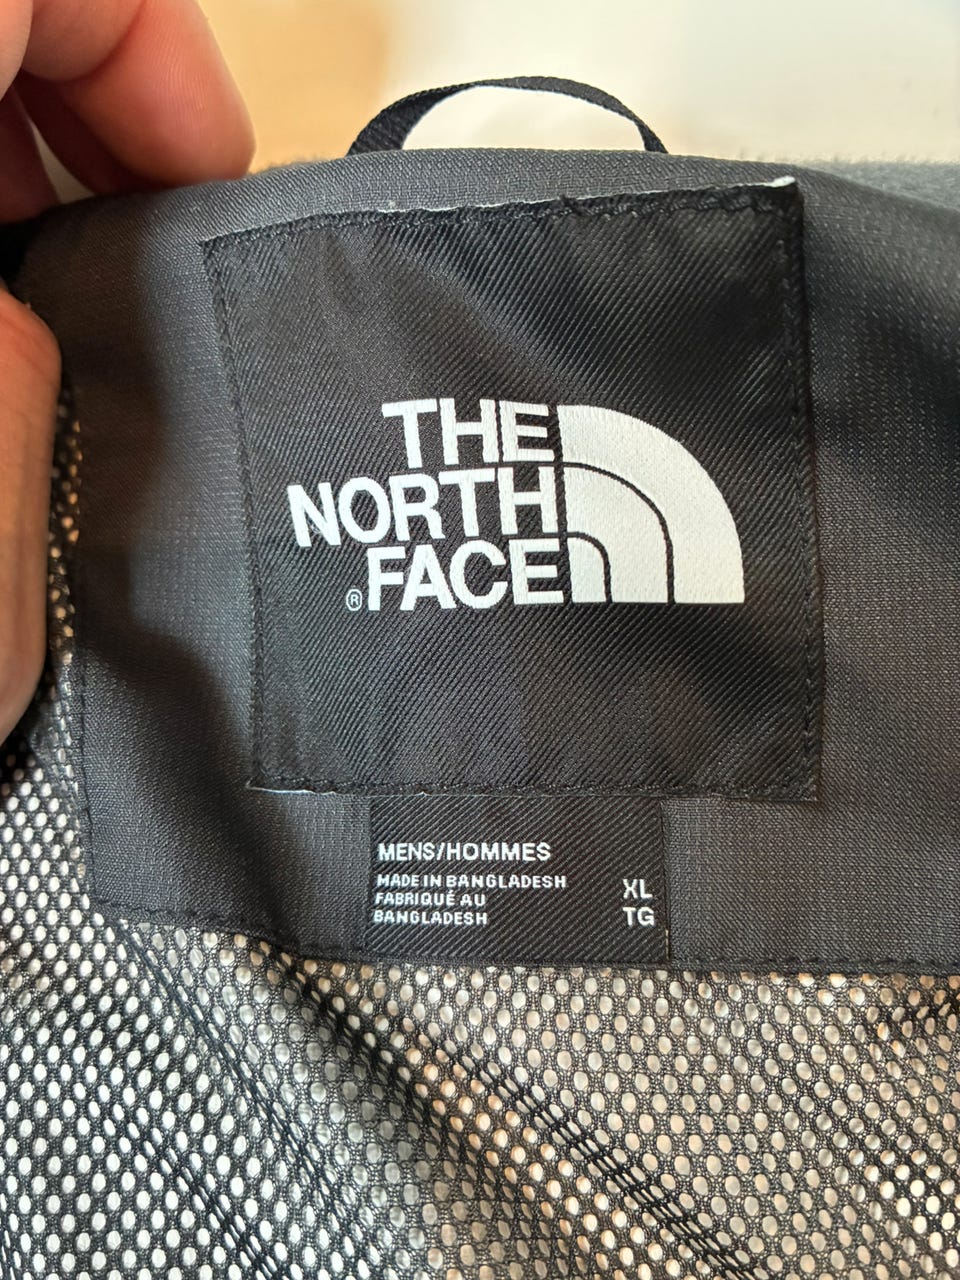 THE
NORTH
®FACE
MENS/HOMMES
MADE IN BANGLADESH
FABRIQUÉ AU
BANGLADESH
XL
TG